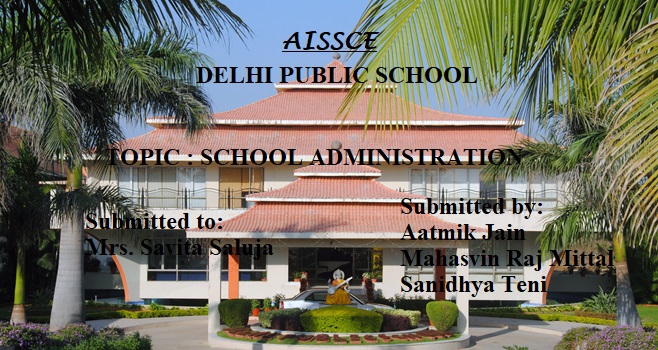 AISSCE
DELHI PUBLIC SCHOOL
TOPIC : SCHOOL ADMINISTRATION
Submitted to:
Mrs. Savita Saluja
Submitted by:
Aatmik Jain
Mahasvin Raj Mittal
Sanidhya Teni